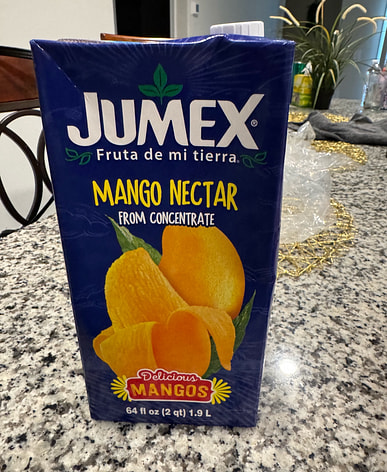 JUMEX®
Fruta de mi tierra.
MANGO NECTAR
FROM CONCENTRATE
Delicious
MANGOS
64 fl oz (2 qt) 1.9 L